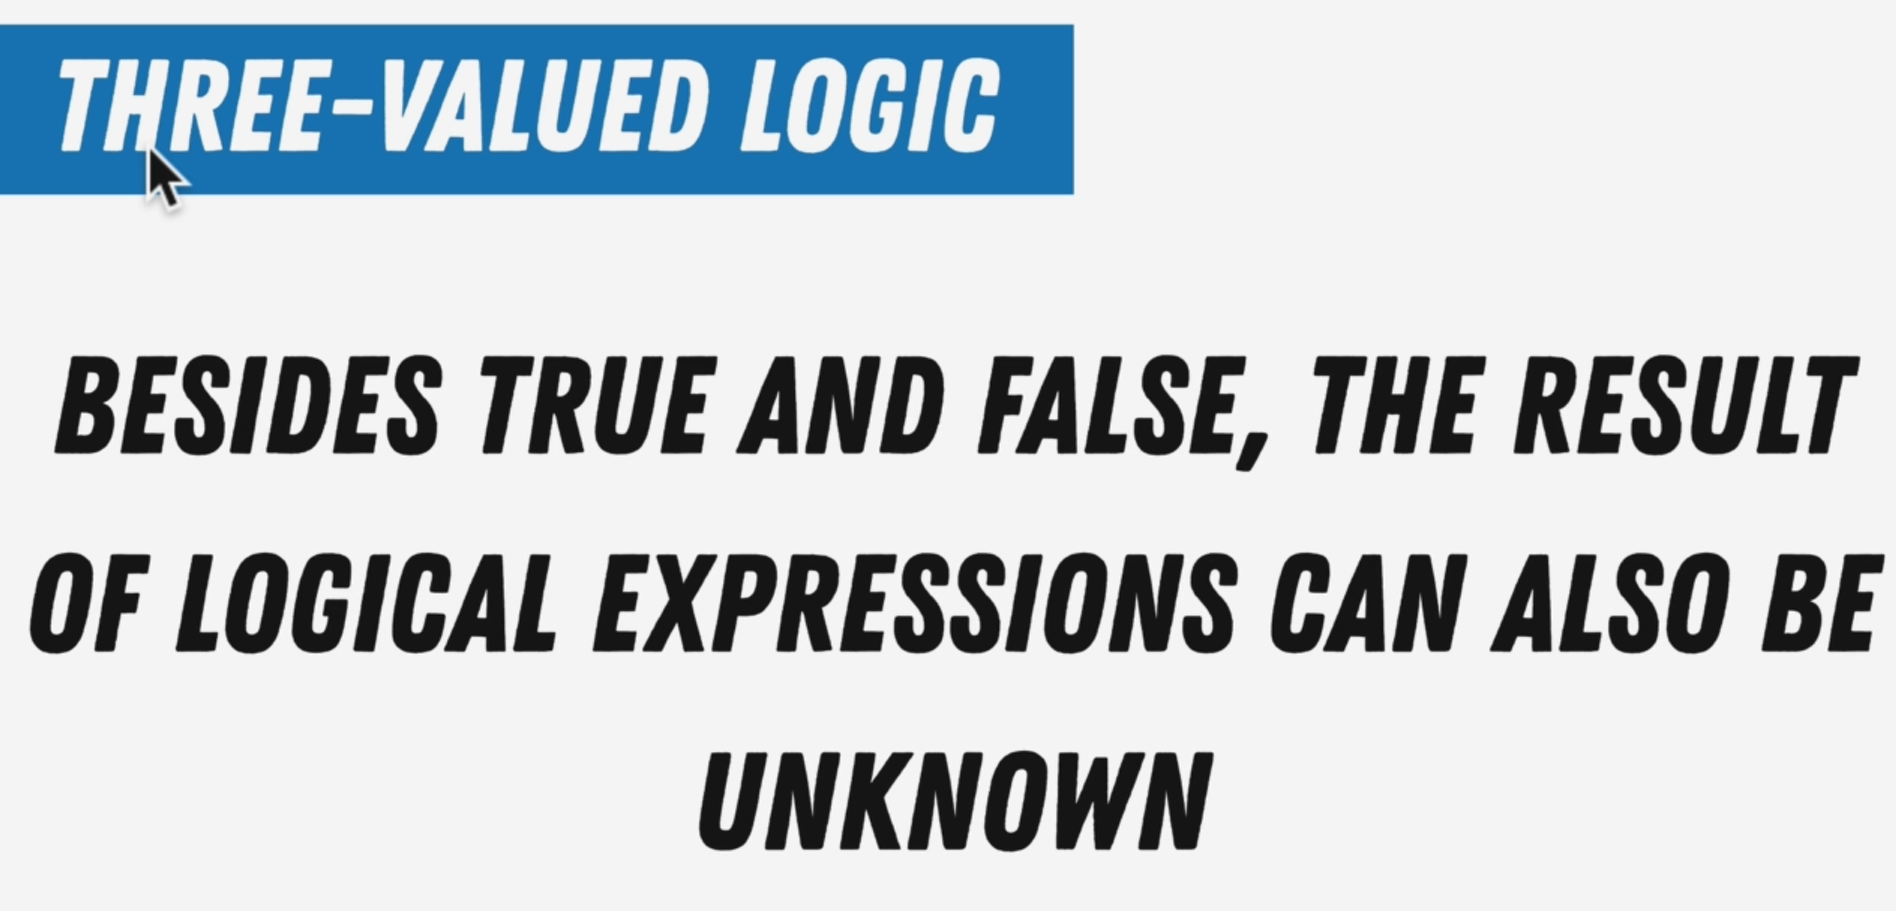 THREE-VALUED LOGIC
BESIDES TRUE AND FALSE, THE RESULT
OF LOGICAL EXPRESSIONS CAN ALSO BE
UNKNOWN